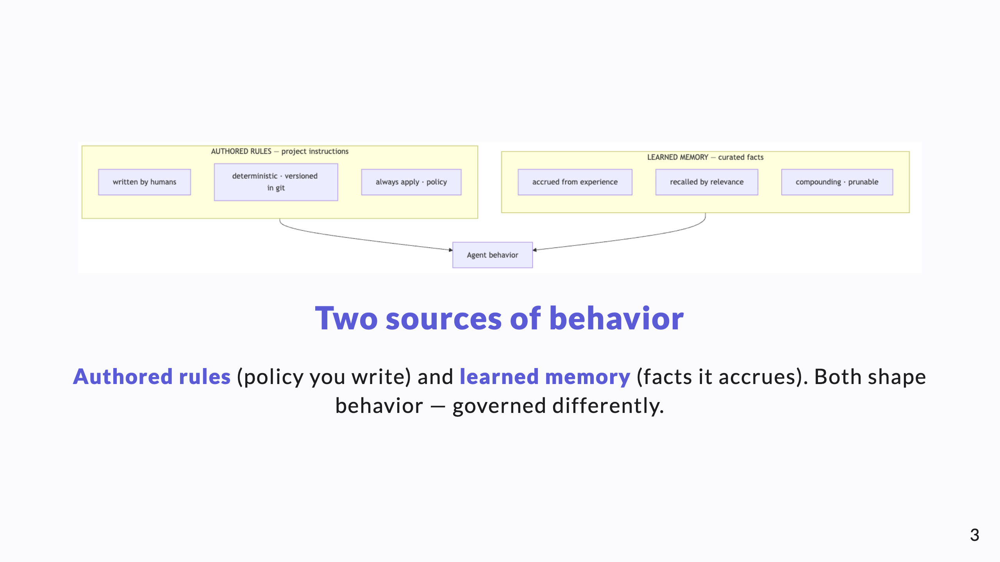 AUTHORED RULES — project instructions
written by humans
deterministic · versioned
in git
always apply · policy
LEARNED MEMORY — curated facts
accrued from experience
recalled by relevance
compounding · prunable
Agent behavior
Two sources of behavior
Authored rules (policy you write) and learned memory (facts it accrues). Both shape
behavior — governed differently.
3